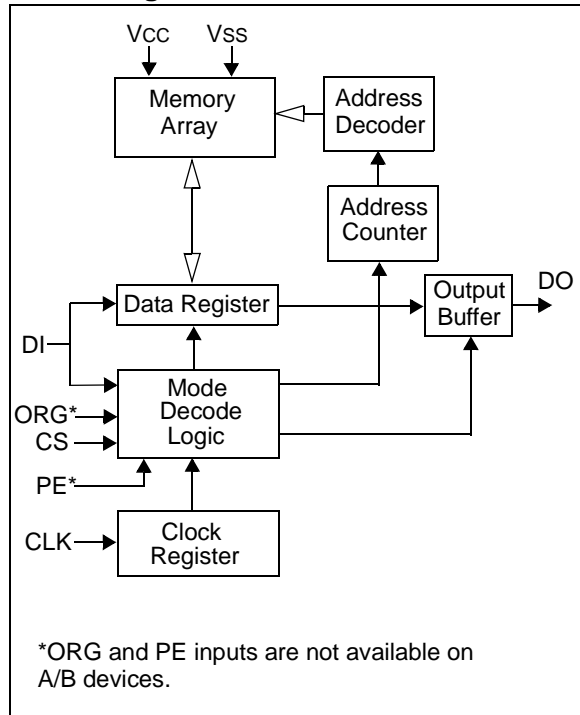 VCC
VSS
Memory
Array
Address
Decoder
Address
Counter
Data Register
Output
Buffer
DO
DI
Mode
Decode
Logic
ORG*
CS
PE*
CLK
Clock
Register
*ORG and PE inputs are not available on
A/B devices.